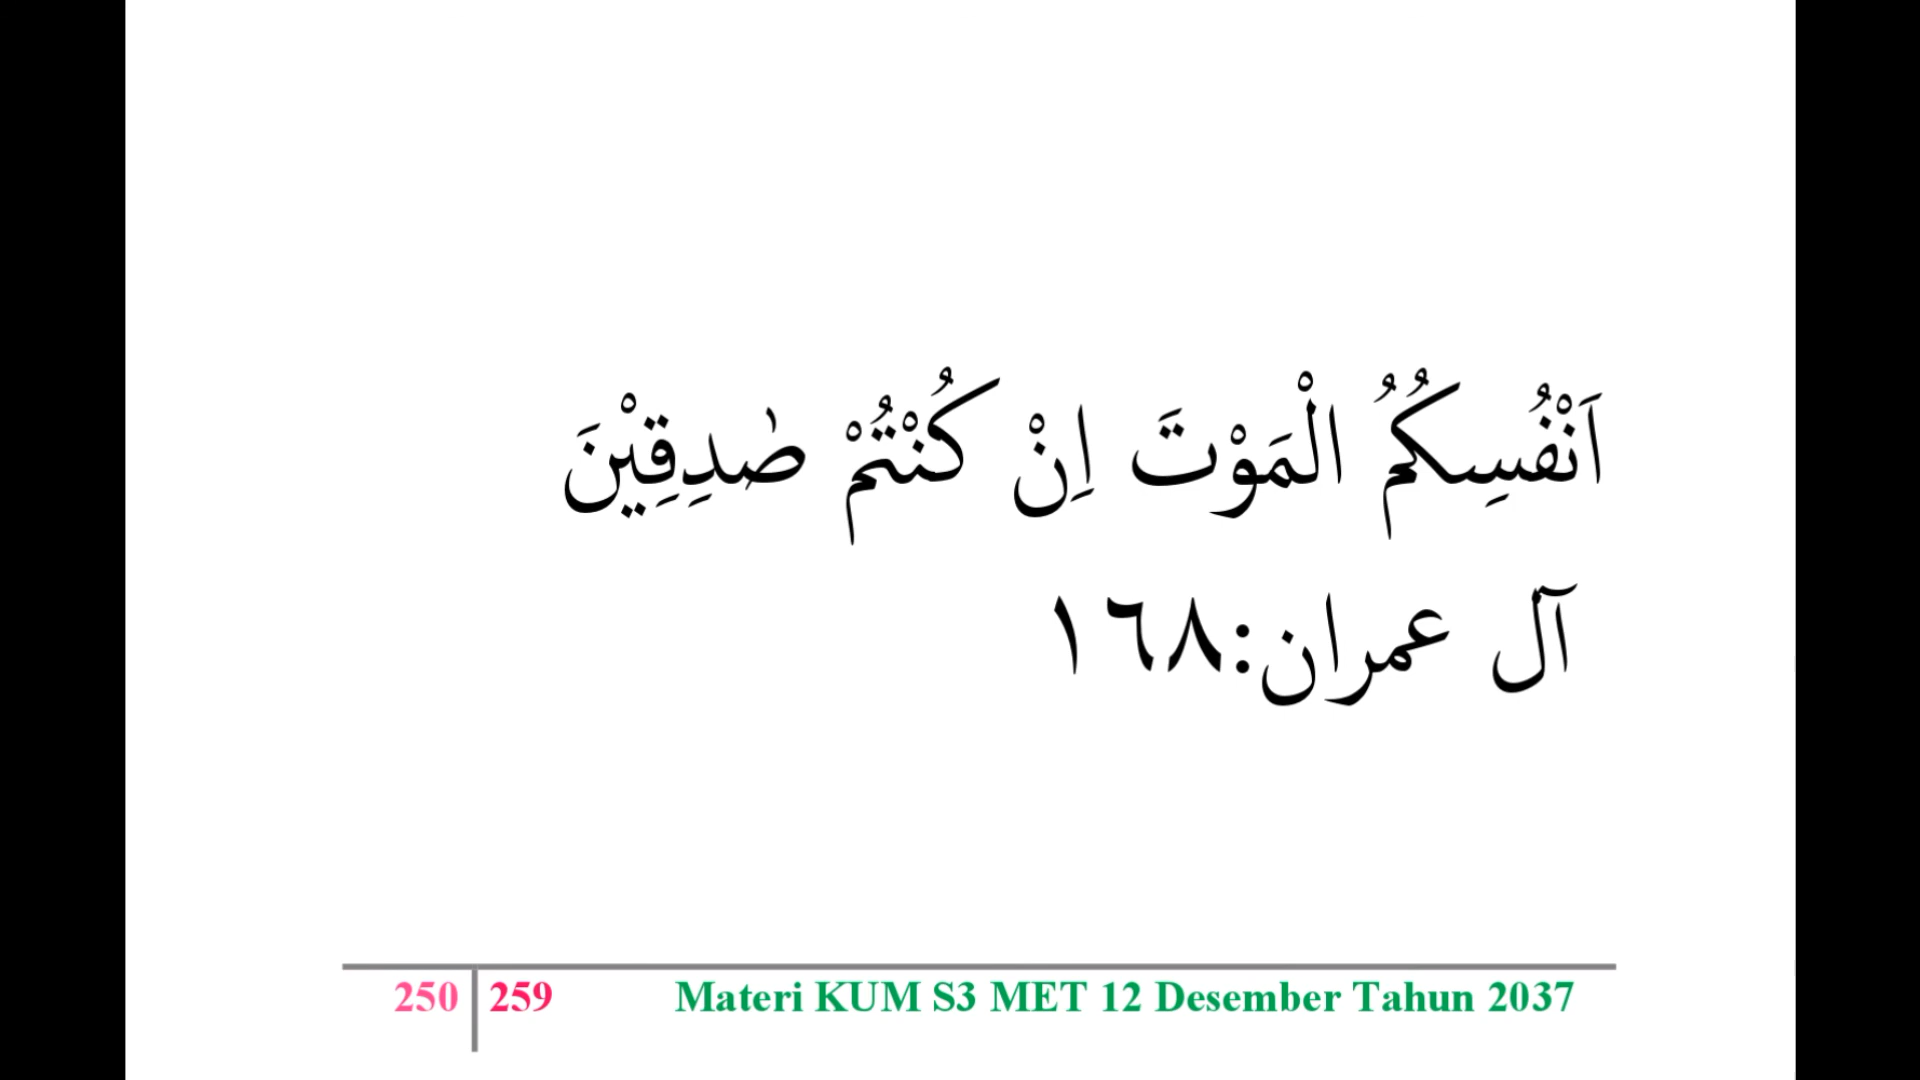 اَنْفُسِكُمُ الْمَوْتَ اِنْ كُنْتُمْ صٰدِقِيْنَ
آل عمران:١٦٨
250 259 Materi KUM S3 MET 12 Desember Tahun 2037